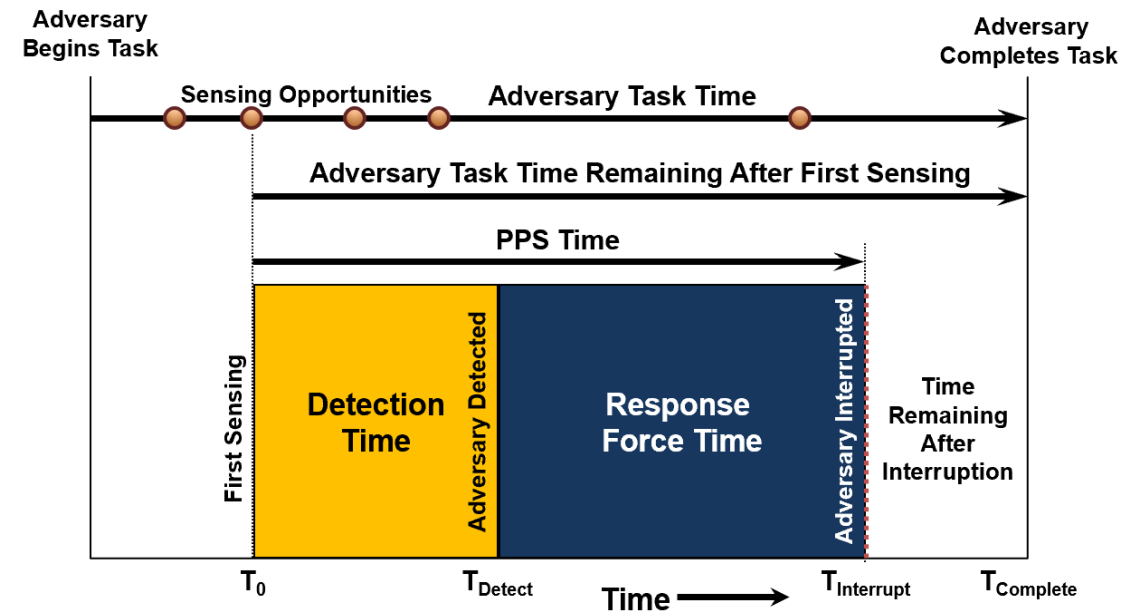 Adversary
Begins Task
Adversary
Completes Task
Sensing Opportunities
Adversary Task Time
Adversary Task Time Remaining After First Sensing
PPS Time
First Sensing
Detection
Time
Adversary Detected
Response
Force Time
Adversary Interrupted
Time
Remaining
After
Interruption
T0
TDetect
TInterrupt
TComplete
Time